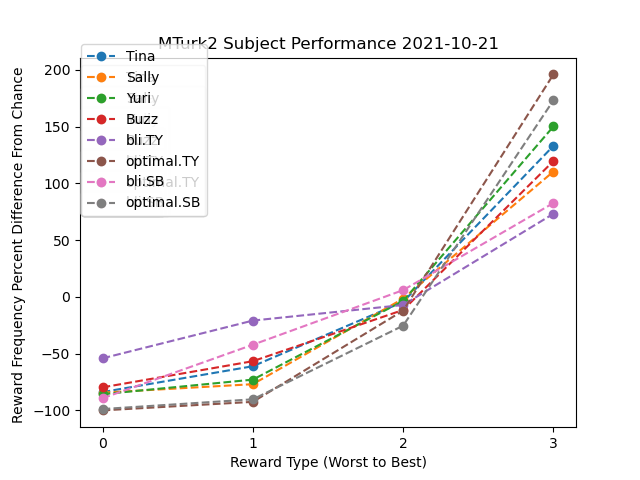 MTurk2 Subject Performance 2021-10-21
Reward Frequency Percent Difference From Chance
200
150
100
50
0
−50
−100
Tina
Sally
Yuri
Buzz
bli.TY
optimal.TY
bli.SB
optimal.SB
0
1
2
3
Reward Type (Worst to Best)